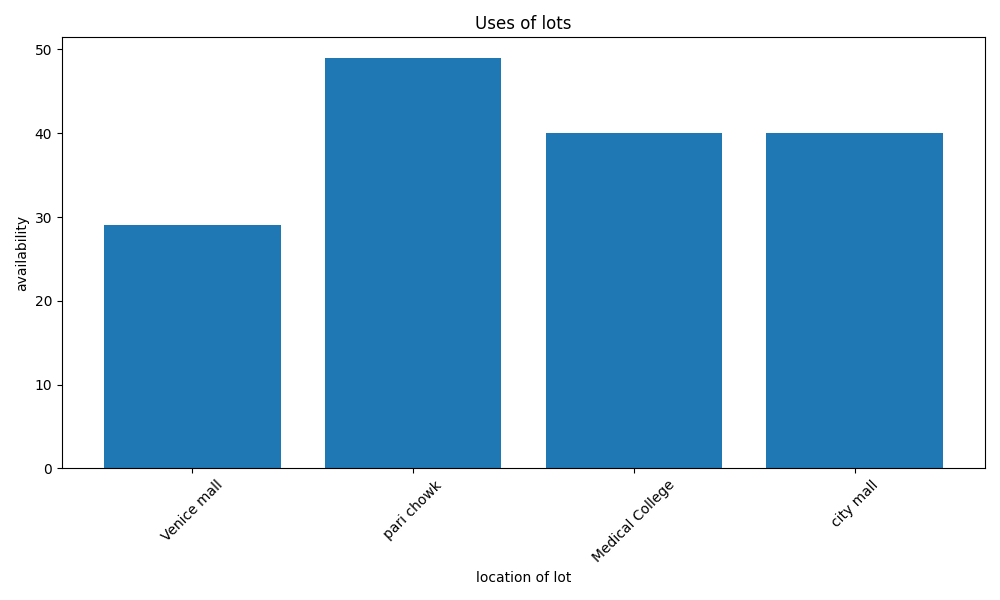 Uses of lots
availability
50
40
30
20
10
0
Venice mall
pari chowk
Medical College
city mall
location of lot